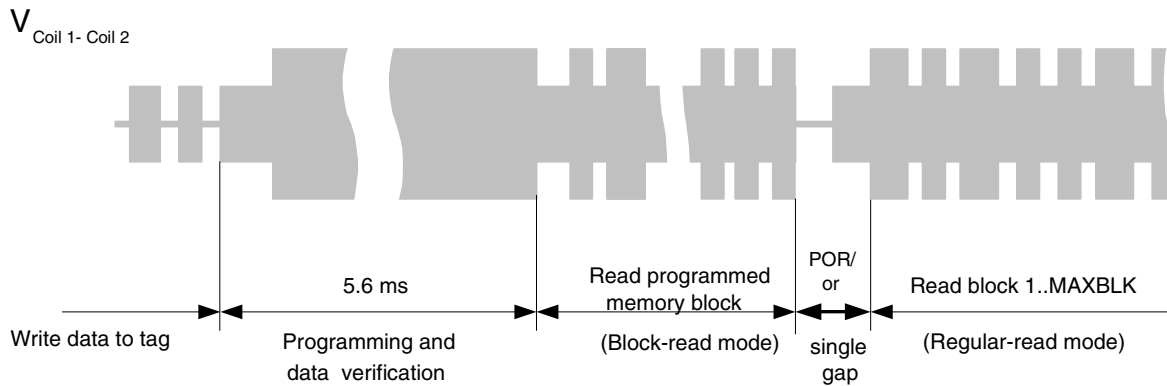 V Coil 1- Coil 2
5.6 ms
Read programmed
memory block
POR/
or
Read block 1..MAXBLK
Write data to tag
Programming and
data verification
(Block-read mode)
single
gap
(Regular-read mode)